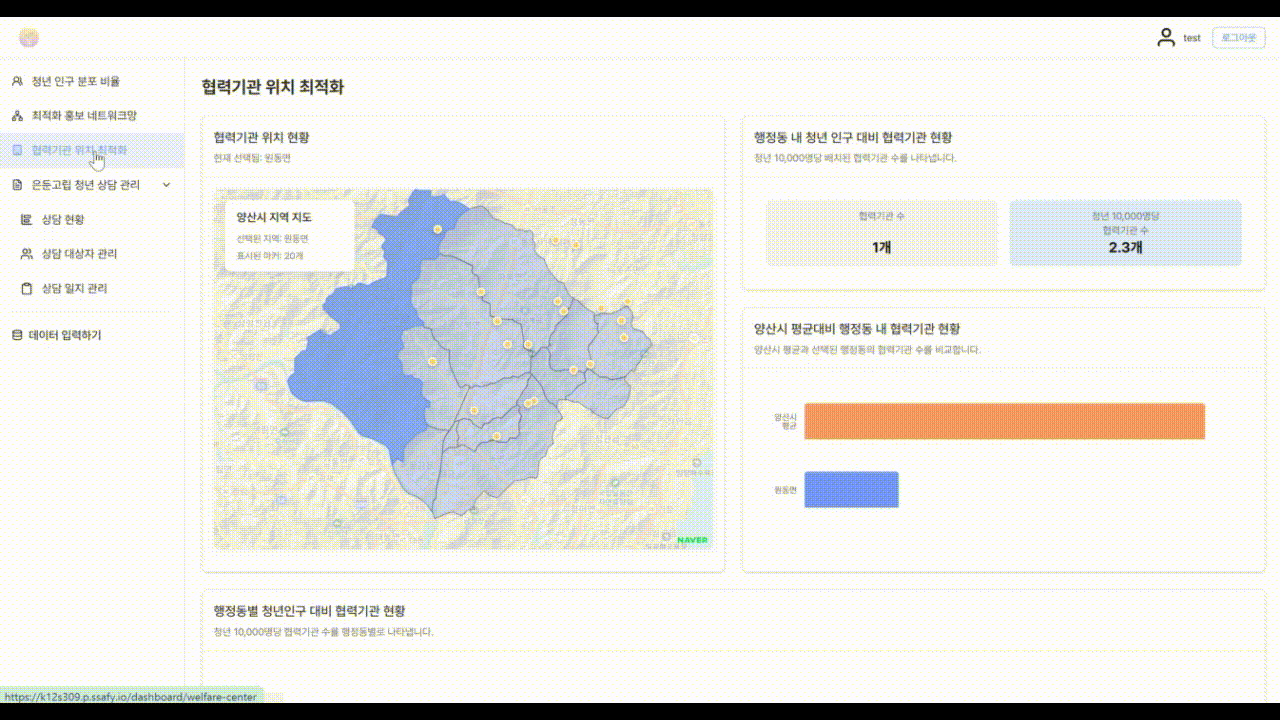 test
로그아웃
청년 인구 분포 비율
최적화 홍보 네트워크망
협력기관 위치 최적화
은둔고립 청년 상담 관리
상담 현황
상담 대상자 관리
상담 일지 관리
데이터 입력하기
협력기관 위치 최적화
협력기관 위치 현황
현재 선택됨: 원동면
양산시 지역 지도
선택된 지역: 원동면
표시된 마커: 20개
NAVER
행정동 내 청년 인구 대비 협력기관 현황
청년 10,000명당 배치된 협력기관 수를 나타냅니다.
협력기관 수
1개
청년 10,000명당
협력기관 수
2.3개
양산시 평균대비 행정동 내 협력기관 현황
양산시 평균과 선택된 행정동의 협력기관 수를 비교합니다.
양산시
평균
원동면
행정동별 청년인구 대비 협력기관 현황
청년 10,000명당 협력기관 수를 행정동별로 나타냅니다.
https://k12s309.p.ssafy.io/dashboard/welfare-center